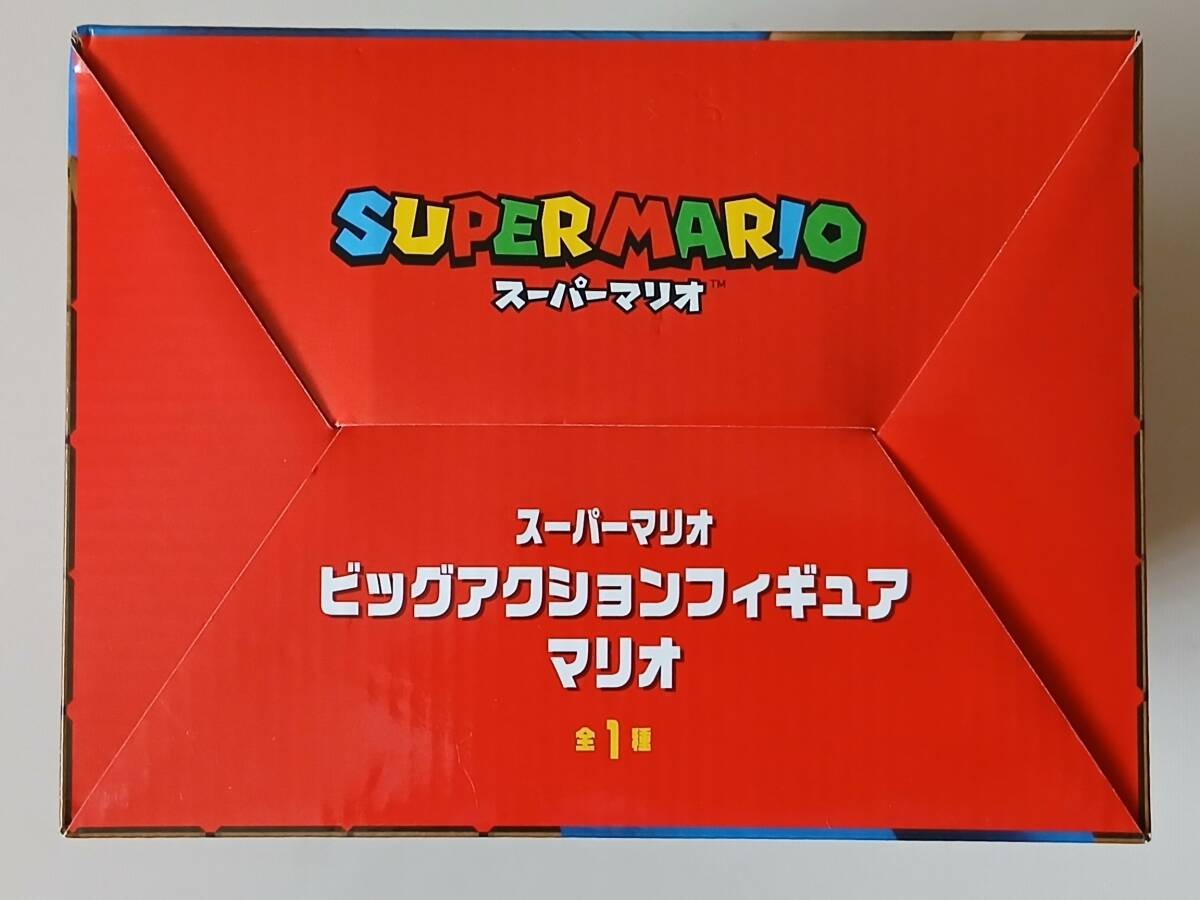 SUPER MARIO
スーパーマリオ™
スーパーマリオ
ビッグアクションフィギュア
マリオ
全1種